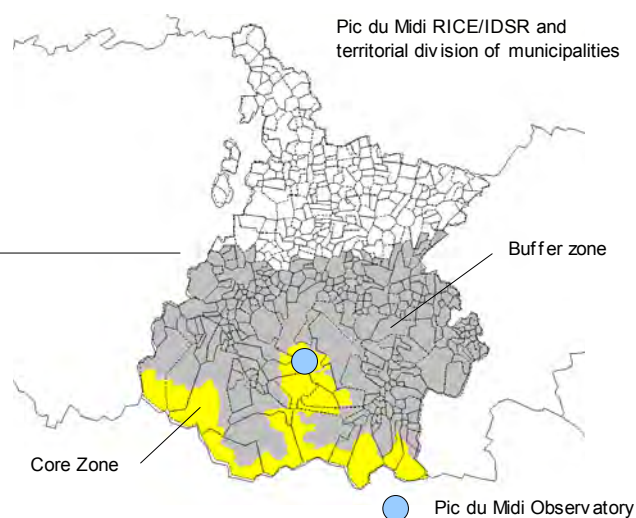 Pic du Midi RICE/IDSR and
territorial division of municipalities
Buffer zone
Core Zone
Pic du Midi Observatory